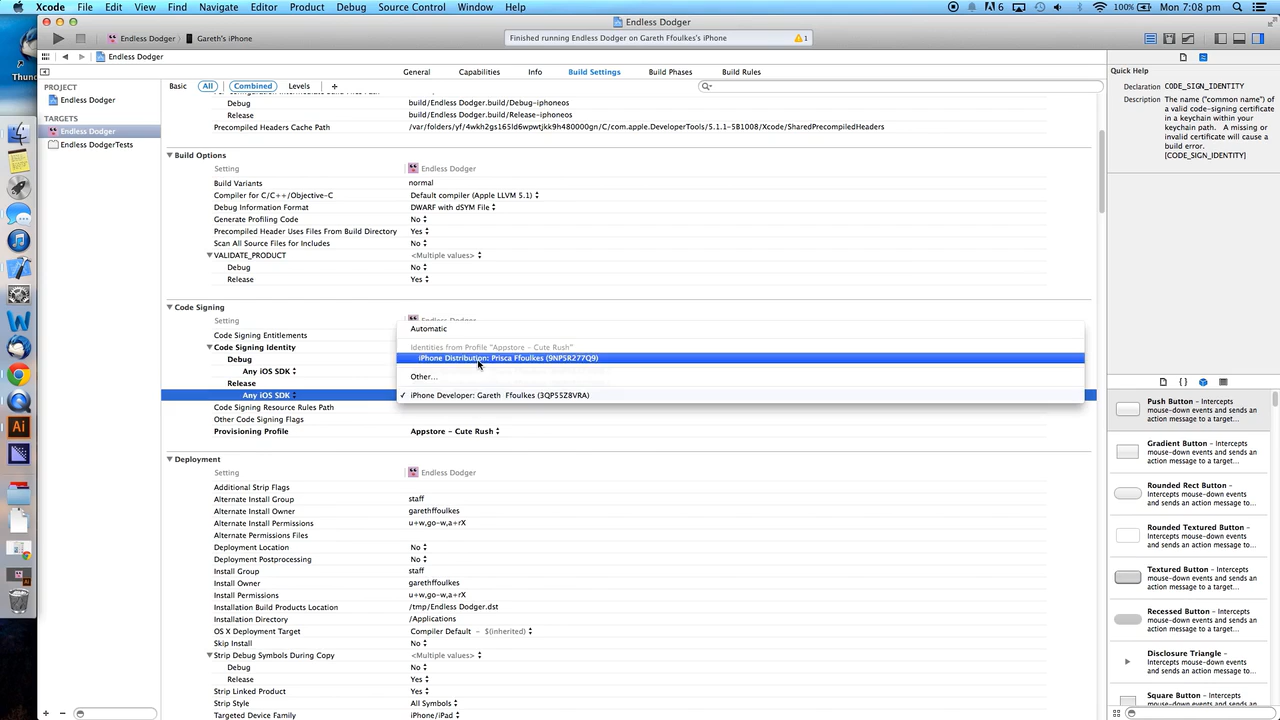 Xcode File Edit View Find Navigate Editor Product Debug Source Control Window Help
6 100% Mon 7:08 pm
Endless Dodger
Endless Dodger Gareth's iPhone
Finished running Endless Dodger on Gareth Ffoulkes's iPhone 1
Endless Dodger
General Capabilities Info Build Settings Build Phases Build Rules
Basic All Combined Levels +
PROJECT
Endless Dodger
TARGETS
Endless Dodger
Endless DodgerTests
Debug build/Endless Dodger.build/Debug-iphoneos
Release build/Endless Dodger.build/Release-iphoneos
Precompiled Headers Cache Path /var/folders/yf/4wkh2gs165ld6wpwtjkk9h480000gn/C/com.apple.DeveloperTools/5.1.1-5B1008/Xcode/SharedPrecompiledHeaders
Build Options
Setting Endless Dodger
Build Variants normal
Compiler for C/C++/Objective-C Default compiler (Apple LLVM 5.1)
Debug Information Format DWARF with dSYM File
Generate Profiling Code No
Precompiled Header Uses Files From Build Directory Yes
Scan All Source Files for Includes No
VALIDATE_PRODUCT <Multiple values>
Debug No
Release Yes
Code Signing
Setting Endless Dodger
Code Signing Entitlements
Code Signing Identity
Debug
Any iOS SDK
Release
Any iOS SDK
Automatic
Identities from Profile "Appstore - Cute Rush"
iPhone Distribution: Prisca Ffoulkes (9NP5R277Q9)
Other...
✓ iPhone Developer: Gareth Ffoulkes (3QP55Z8VRA)
Code Signing Resource Rules Path
Other Code Signing Flags
Provisioning Profile Appstore - Cute Rush
Deployment
Setting Endless Dodger
Additional Strip Flags
Alternate Install Group staff
Alternate Install Owner garethffoulkes
Alternate Install Permissions u+w,go-w,a+rX
Alternate Permissions Files
Deployment Location No
Deployment Postprocessing No
Install Group staff
Install Owner garethffoulkes
Install Permissions u+w,go-w,a+rX
Installation Build Products Location /tmp/Endless Dodger.dst
Installation Directory /Applications
OS X Deployment Target Compiler Default - $(inherited)
Skip Install No
Strip Debug Symbols During Copy <Multiple values>
Debug No
Release Yes
Strip Linked Product Yes
Strip Style All Symbols
Targeted Device Family iPhone/iPad
Quick Help
Declaration CODE_SIGN_IDENTITY
Description The name ("common name") of
a valid code-signing certificate
in a keychain within your
keychain path. A missing or
invalid certificate will cause
a build error.
[CODE_SIGN_IDENTITY]
Push Button - Intercepts
mouse-down events and
sends an action message to a
target...
Gradient Button - Intercepts
mouse-down events and sends an
action message to a target...
Rounded Rect Button -
Intercepts mouse-down events
and sends an action message to...
Rounded Textured Button -
Intercepts mouse-down events
and sends an action message to...
Textured Button - Intercepts
mouse-down events and sends an
action message to a target...
Recessed Button - Intercepts
mouse-down events and sends an
action message to a target...
Disclosure Triangle -
Intercepts mouse-down events
and sends an action message to...
Square Button - Intercepts
mouse-down events and sends an
Thun
Ai